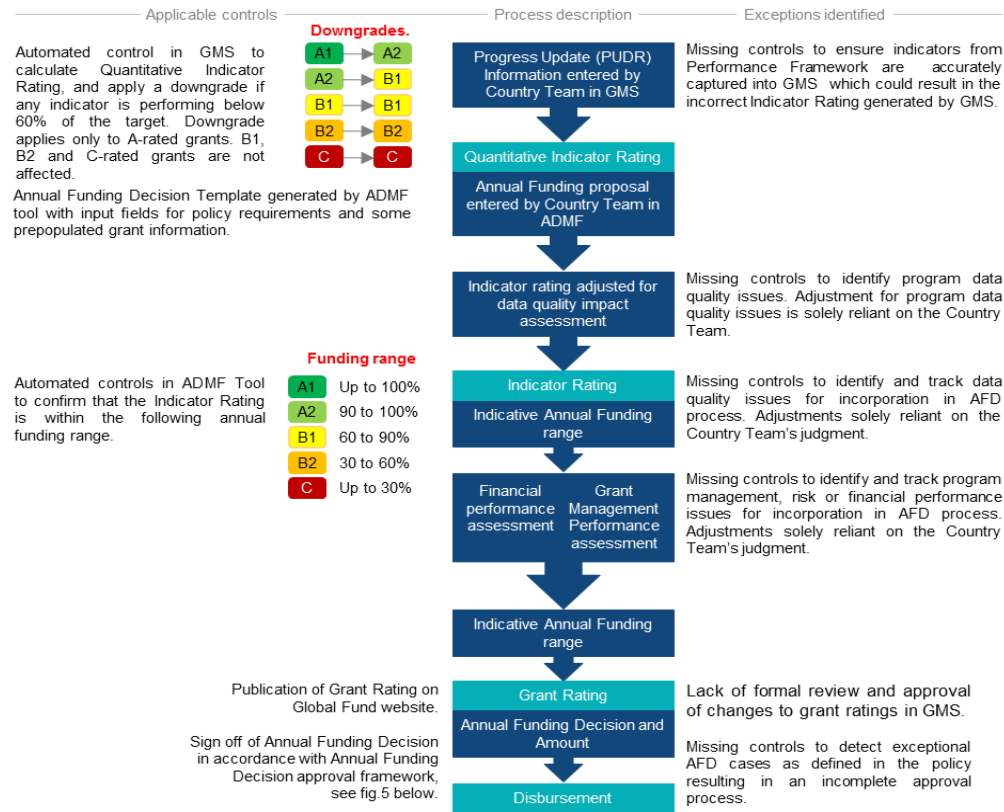 Applicable controls
Process description
Exceptions identified
Automated control in GMS to
calculate Quantitative Indicator
Rating, and apply a downgrade if
any indicator is performing below
60% of the target. Downgrade
applies only to A-rated grants. B1,
B2 and C-rated grants are not
affected.
Downgrades.
A1 A2
A2 B1
B1 B1
B2 B2
C C
Annual Funding Decision Template generated by ADMF
tool with input fields for policy requirements and some
prepopulated grant information.
Progress Update (PUDR)
Information entered by
Country Team in GMS
Missing controls to ensure indicators from
Performance Framework are accurately
captured into GMS which could result in the
incorrect Indicator Rating generated by GMS.
Quantitative Indicator Rating
Annual Funding proposal
entered by Country Team in
ADMF
Indicator rating adjusted for
data quality impact
assessment
Missing controls to identify program data
quality issues. Adjustment for program data
quality issues is solely reliant on the Country
Team.
Automated controls in ADMF Tool
to confirm that the Indicator Rating
is within the following annual
funding range.
Funding range
A1 Up to 100%
A2 90 to 100%
B1 60 to 90%
B2 30 to 60%
C Up to 30%
Indicator Rating
Indicative Annual Funding
range
Missing controls to identify and track data
quality issues for incorporation in AFD
process. Adjustments solely reliant on the
Country Team's judgment.
Financial
performance
assessment
Grant
Management
Performance
assessment
Missing controls to identify and track program
management, risk or financial performance
issues for incorporation in AFD process.
Adjustments solely reliant on the Country
Team's judgment.
Indicative Annual Funding
range
Publication of Grant Rating on
Global Fund website.
Grant Rating
Lack of formal review and approval
of changes to grant ratings in GMS.
Sign off of Annual Funding Decision
in accordance with Annual Funding
Decision approval framework,
see fig.5 below.
Annual Funding Decision and
Amount
Disbursement
Missing controls to detect exceptional
AFD cases as defined in the policy
resulting in an incomplete approval
process.